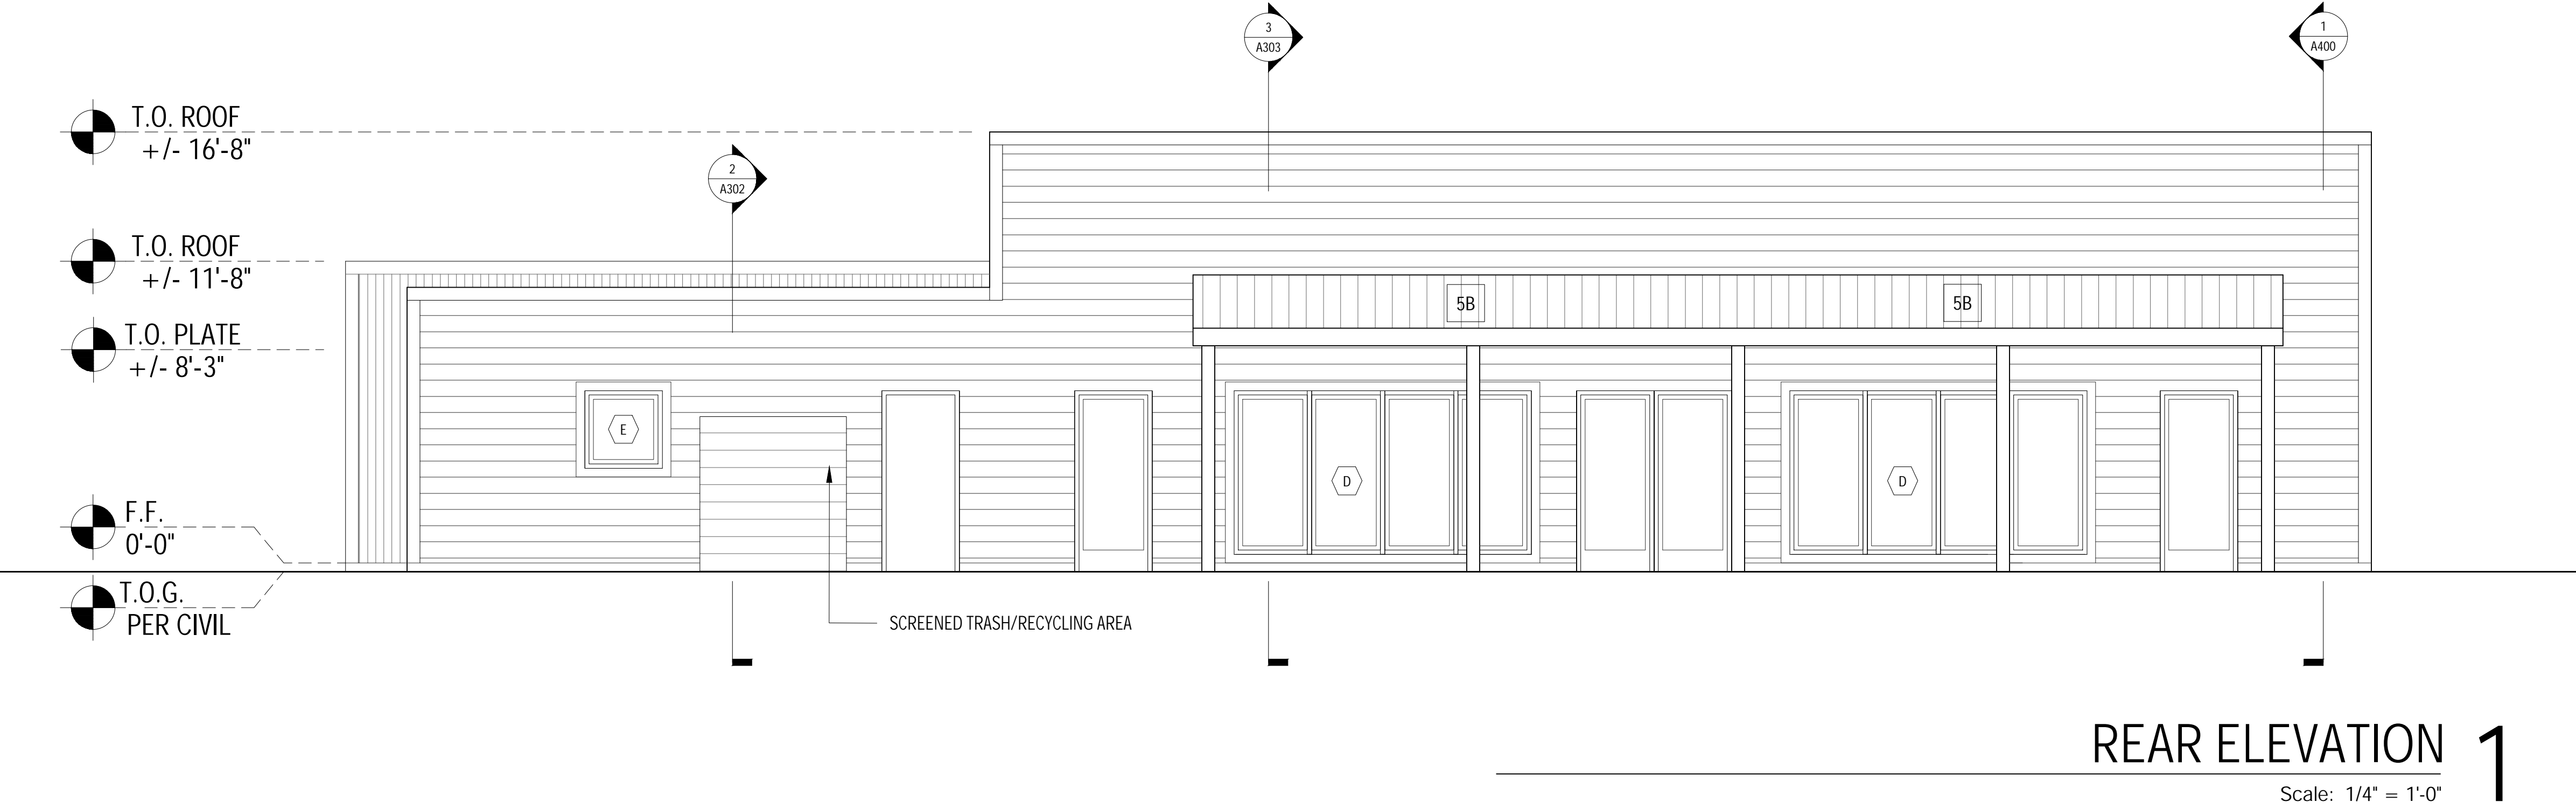 3
A303
1
A400
T.O. ROOF
+/- 16'-8"
2
A302
T.O. ROOF
+/- 11'-8"
5B
5B
T.O. PLATE
+/- 8'-3"
E
D
D
F.F.
0'-0"
T.O.G.
PER CIVIL
SCREENED TRASH/RECYCLING AREA
REAR ELEVATION
1
Scale: 1/4" = 1'-0"